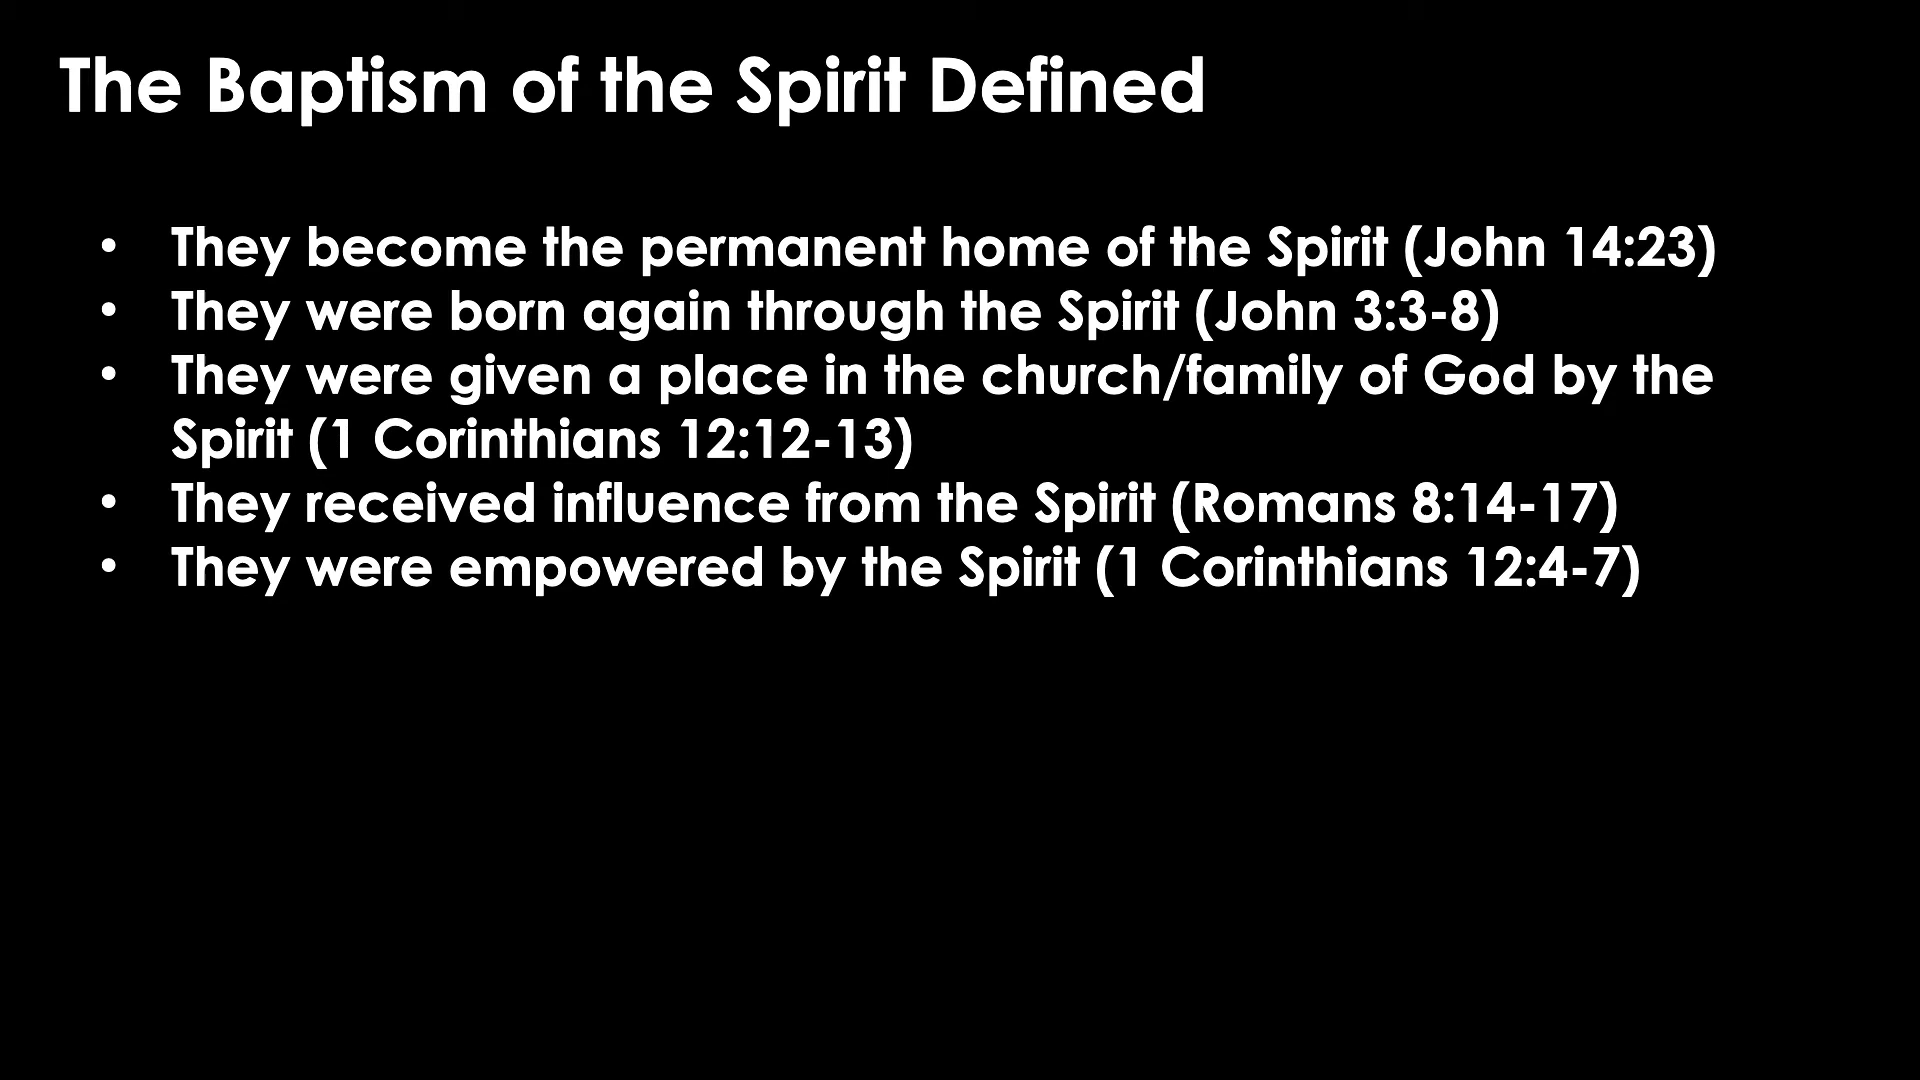 The Baptism of the Spirit Defined
• They become the permanent home of the Spirit (John 14:23)
• They were born again through the Spirit (John 3:3-8)
• They were given a place in the church/family of God by the
Spirit (1 Corinthians 12:12-13)
• They received influence from the Spirit (Romans 8:14-17)
• They were empowered by the Spirit (1 Corinthians 12:4-7)